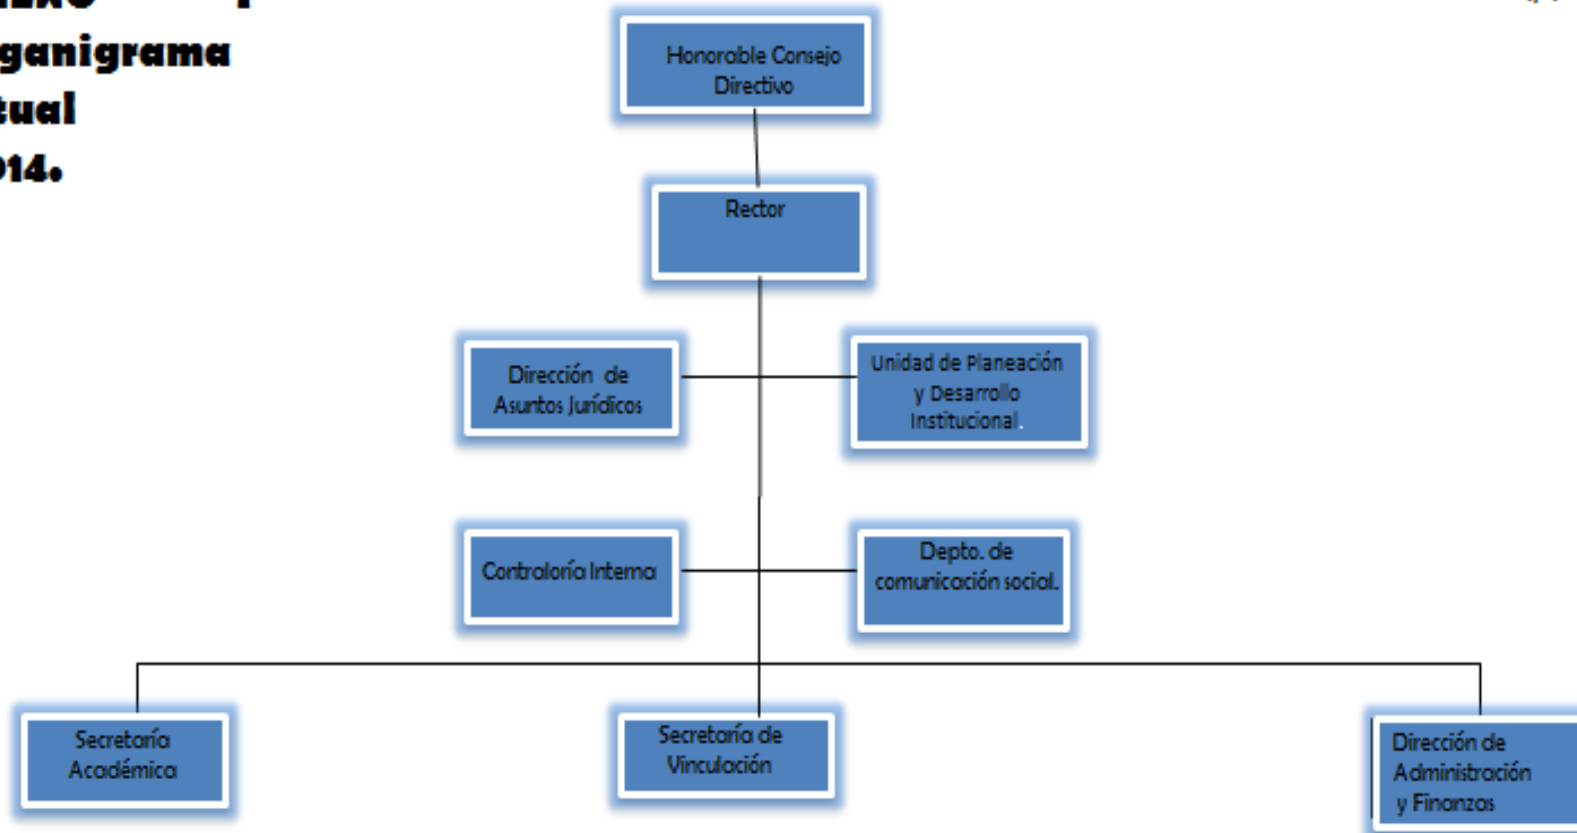 ganigrama
tual
014.
Honorable Consejo
Directivo
Rector
Dirección de
Asuntos Jurídicos
Unidad de Planeación
y Desarrollo
Institucional.
Contraloría Interna
Depto. de
comunicación social.
Secretaría
Académica
Secretaría de
Vinculación
Dirección de
Administración
y Finanzas